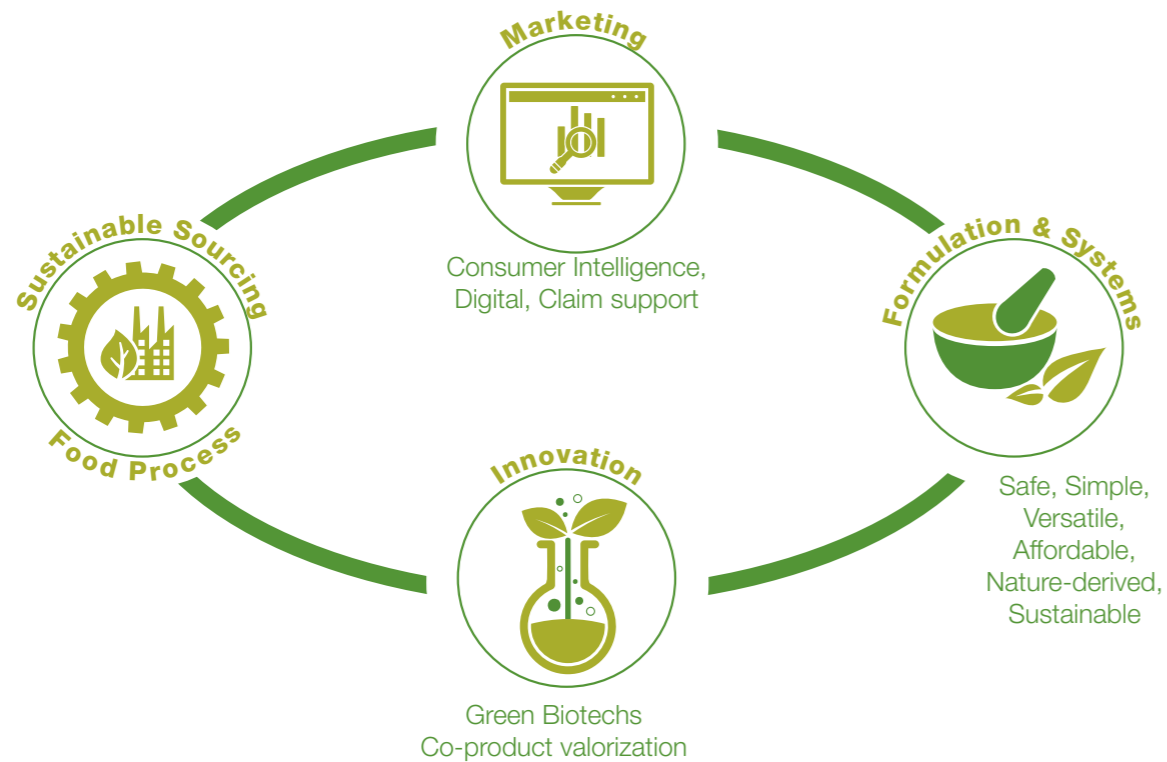 Marketing
Consumer Intelligence,
Digital, Claim support
Sustainable Sourcing
Food Process
Formulation & Systems
Safe, Simple,
Versatile,
Affordable,
Nature-derived,
Sustainable
Innovation
Green Biotechs
Co-product valorization